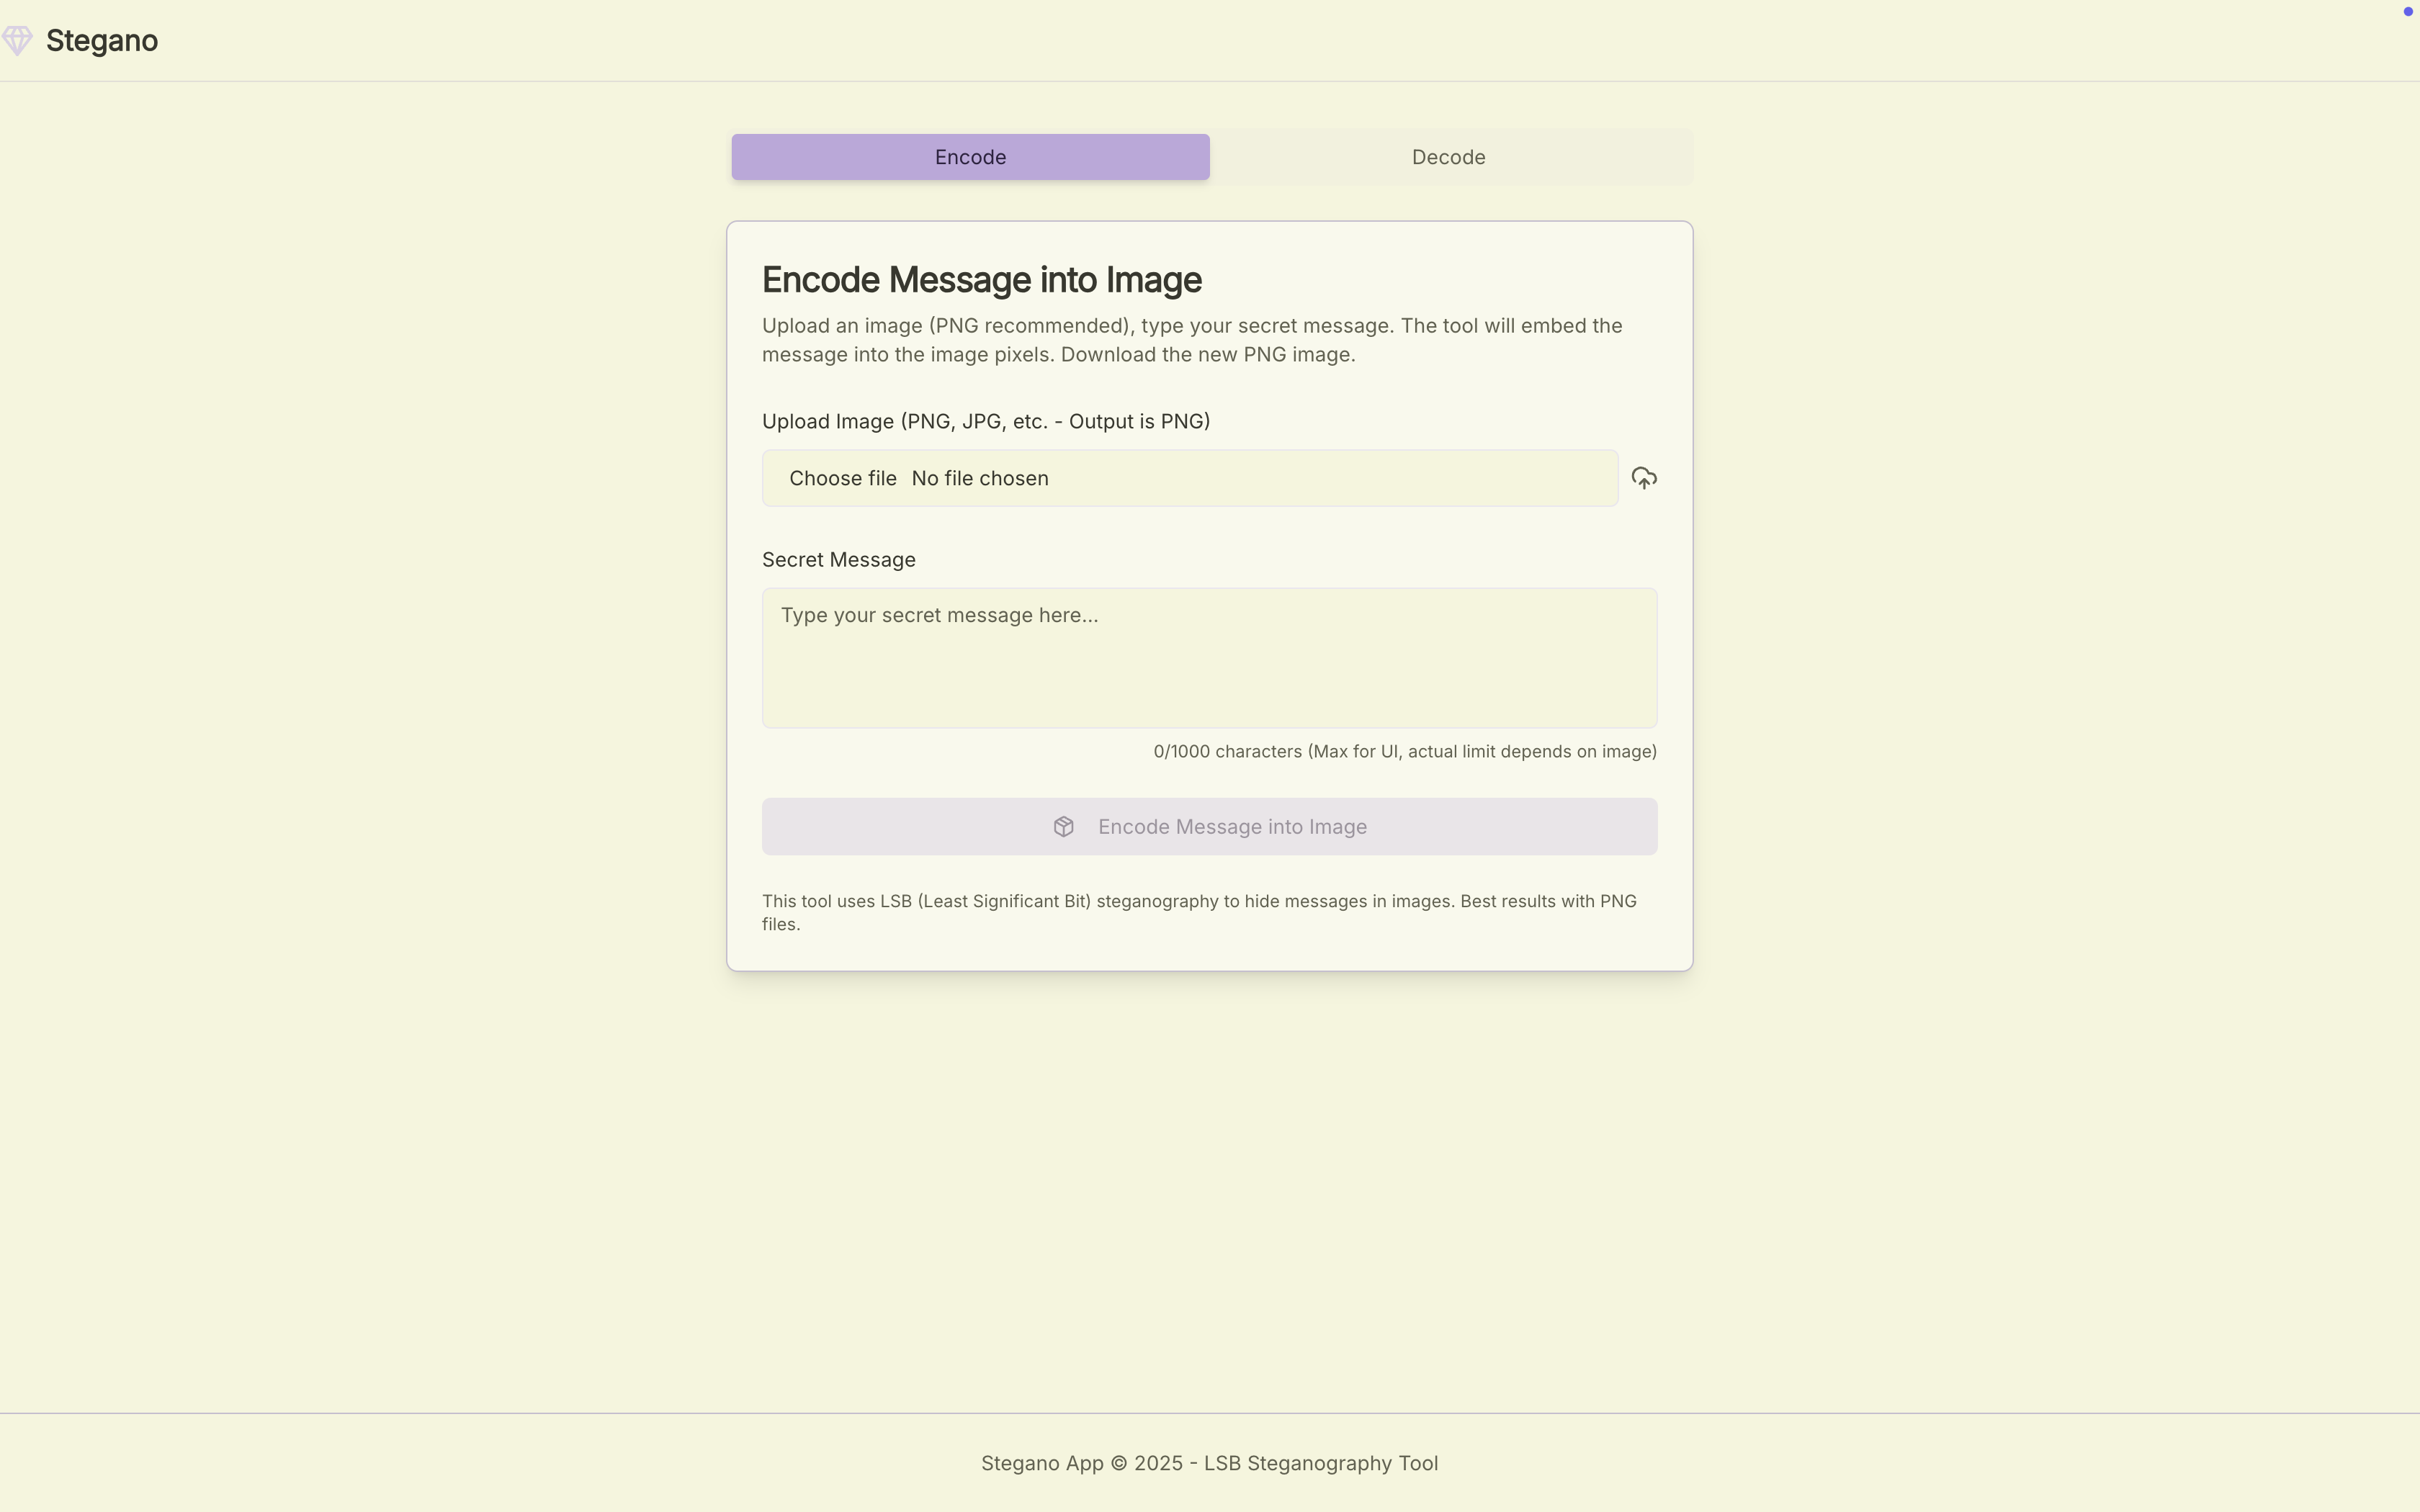 Stegano
Encode
Decode
Encode Message into Image
Upload an image (PNG recommended), type your secret message. The tool will embed the
message into the image pixels. Download the new PNG image.
Upload Image (PNG, JPG, etc. - Output is PNG)
Choose file No file chosen
Secret Message
Type your secret message here...
0/1000 characters (Max for UI, actual limit depends on image)
Encode Message into Image
This tool uses LSB (Least Significant Bit) steganography to hide messages in images. Best results with PNG
files.
Stegano App © 2025 - LSB Steganography Tool